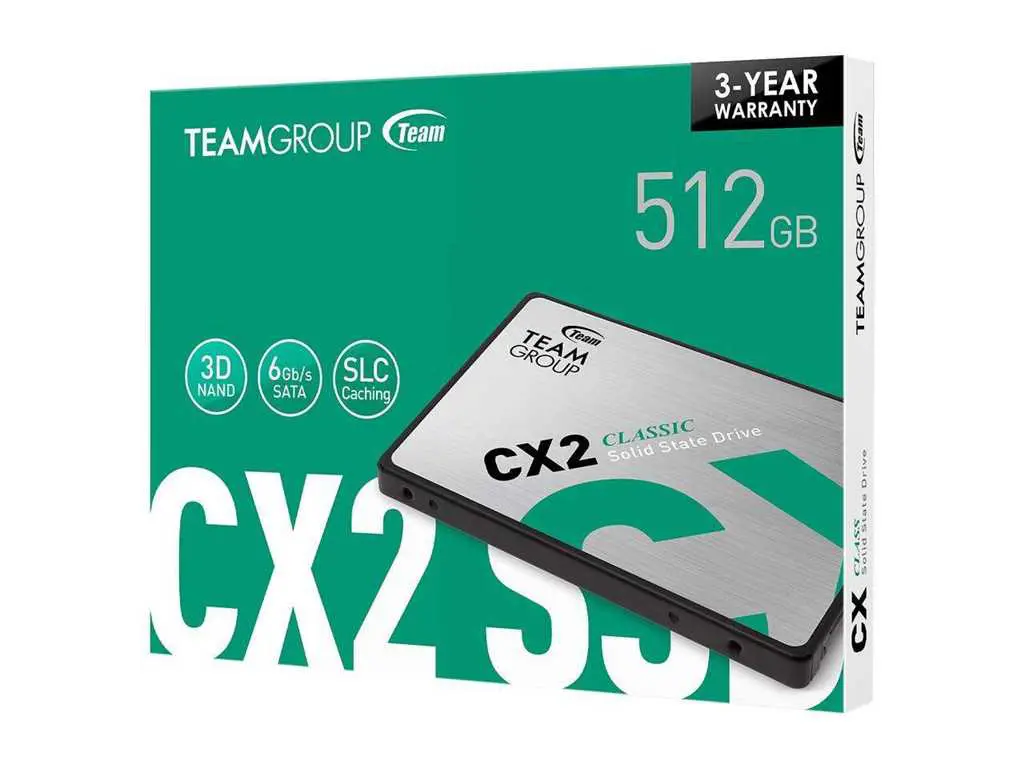 3-YEAR
WARRANTY
TEAMGROUP Team
512GB
3D
NAND
6Gb/s
SATA
SLC
Caching
Team
TEAM
GROUP
CX2 CLASSIC
Solid State Drive
CX2 SSD
TEAMGROUP Team
CX CLASS
Solid State Drive